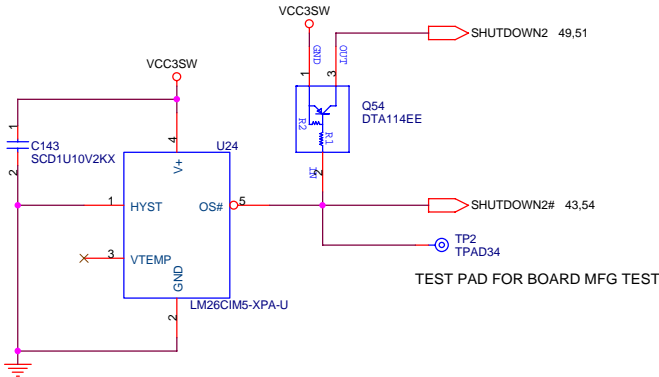 VCC3SW
GND
OUT
1
3
SHUTDOWN2 49,51
VCC3SW
Q54
DTA114EE
R2
R1
1
C143
SCD1U10V2KX
2
4
U24
V+
IN
2
1
HYST
OS#
5
SHUTDOWN2# 43,54
3
VTEMP
TP2
TPAD34
GND
TEST PAD FOR BOARD MFG TEST
LM26CIM5-XPA-U
2